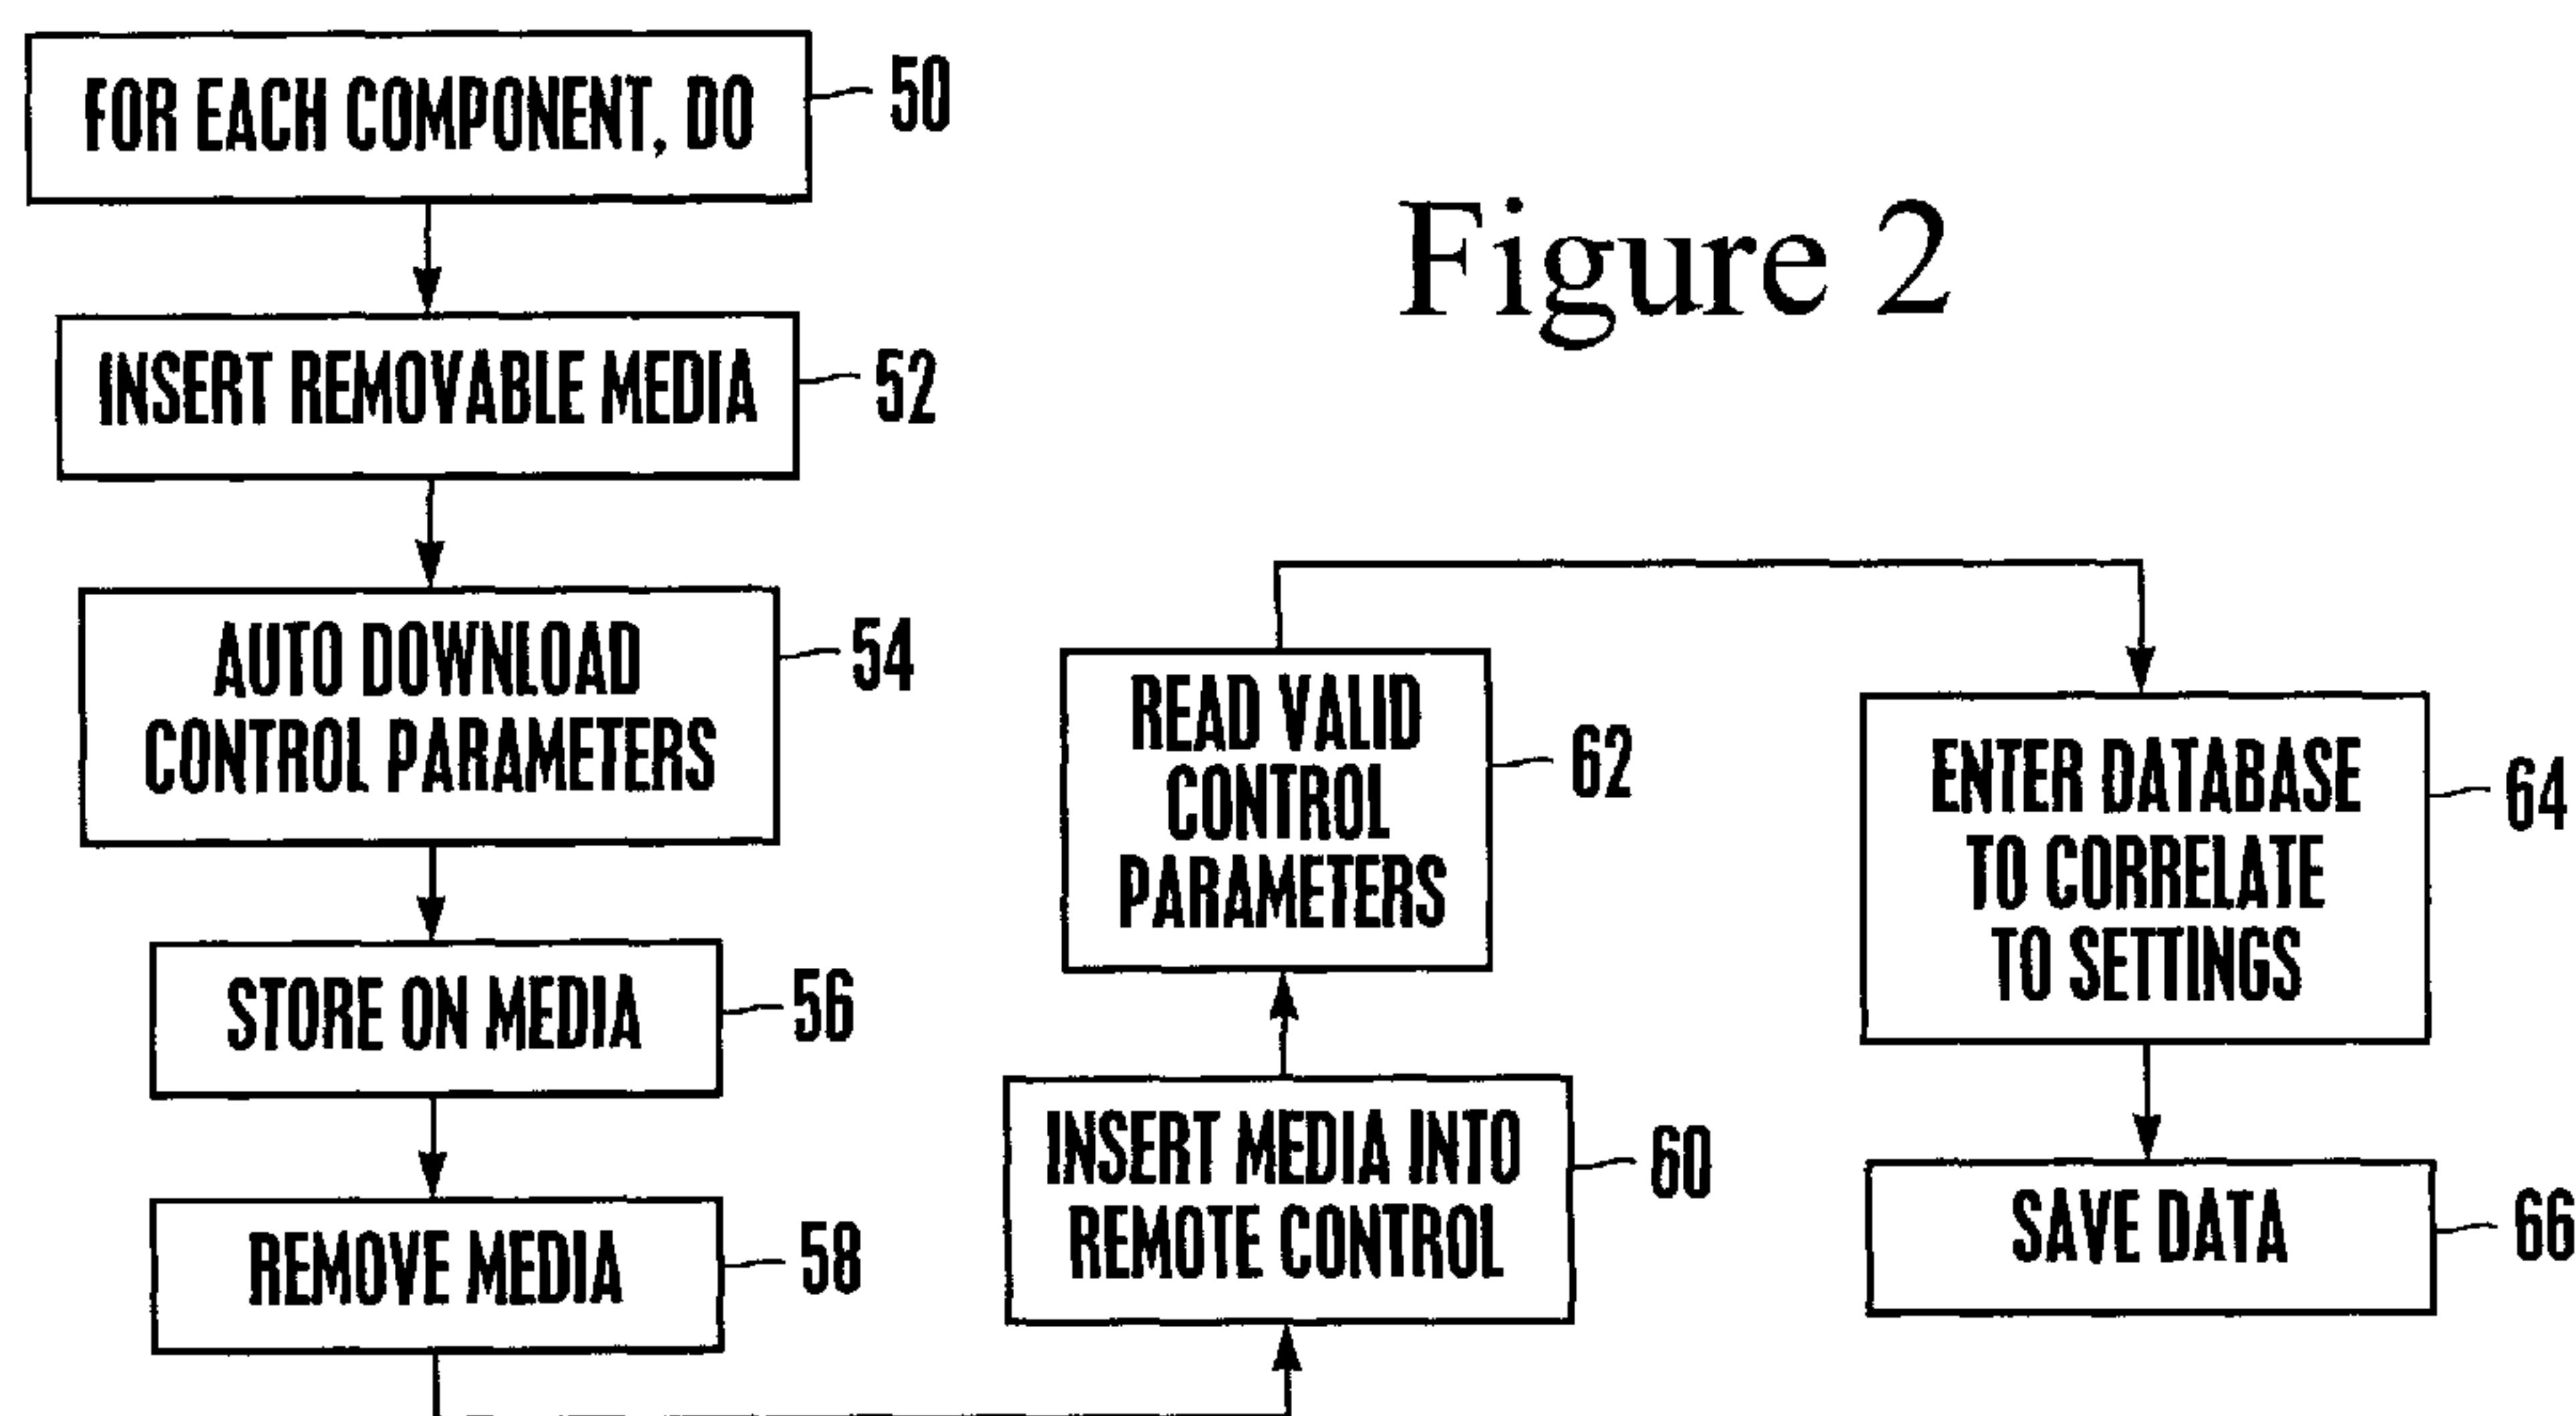 FOR EACH COMPONENT, DO
50
Figure 2
INSERT REMOVABLE MEDIA
52
AUTO DOWNLOAD
CONTROL PARAMETERS
54
STORE ON MEDIA
56
REMOVE MEDIA
58
INSERT MEDIA INTO
REMOTE CONTROL
60
READ VALID
CONTROL
PARAMETERS
62
ENTER DATABASE
TO CORRELATE
TO SETTINGS
64
SAVE DATA
66